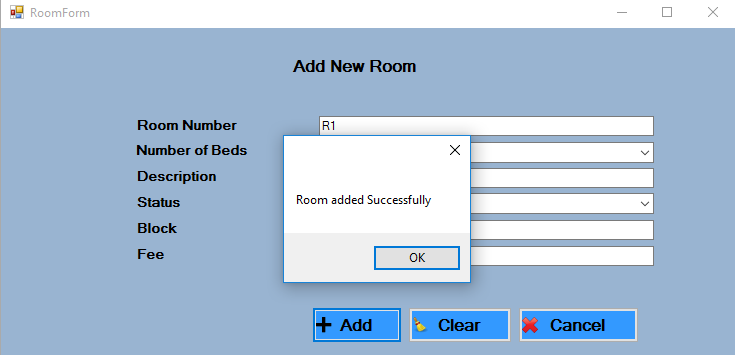 RoomForm
Add New Room
Room Number R1
Number of Beds
Description
Status
Block
Fee
Room added Successfully
OK
Add Clear Cancel